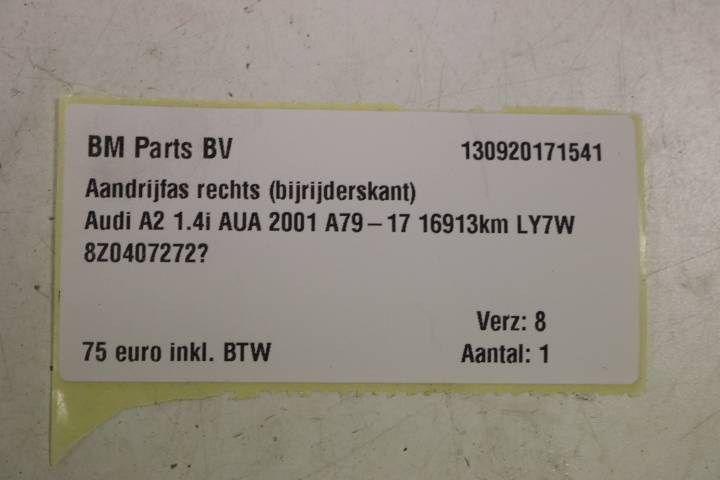 BM Parts BV 130920171541
Aandrijfas rechts (bijrijderskant)
Audi A2 1.4i AUA 2001 A79-17 16913km LY7W
8Z0407272?
Verz: 8
75 euro inkl. BTW Aantal: 1